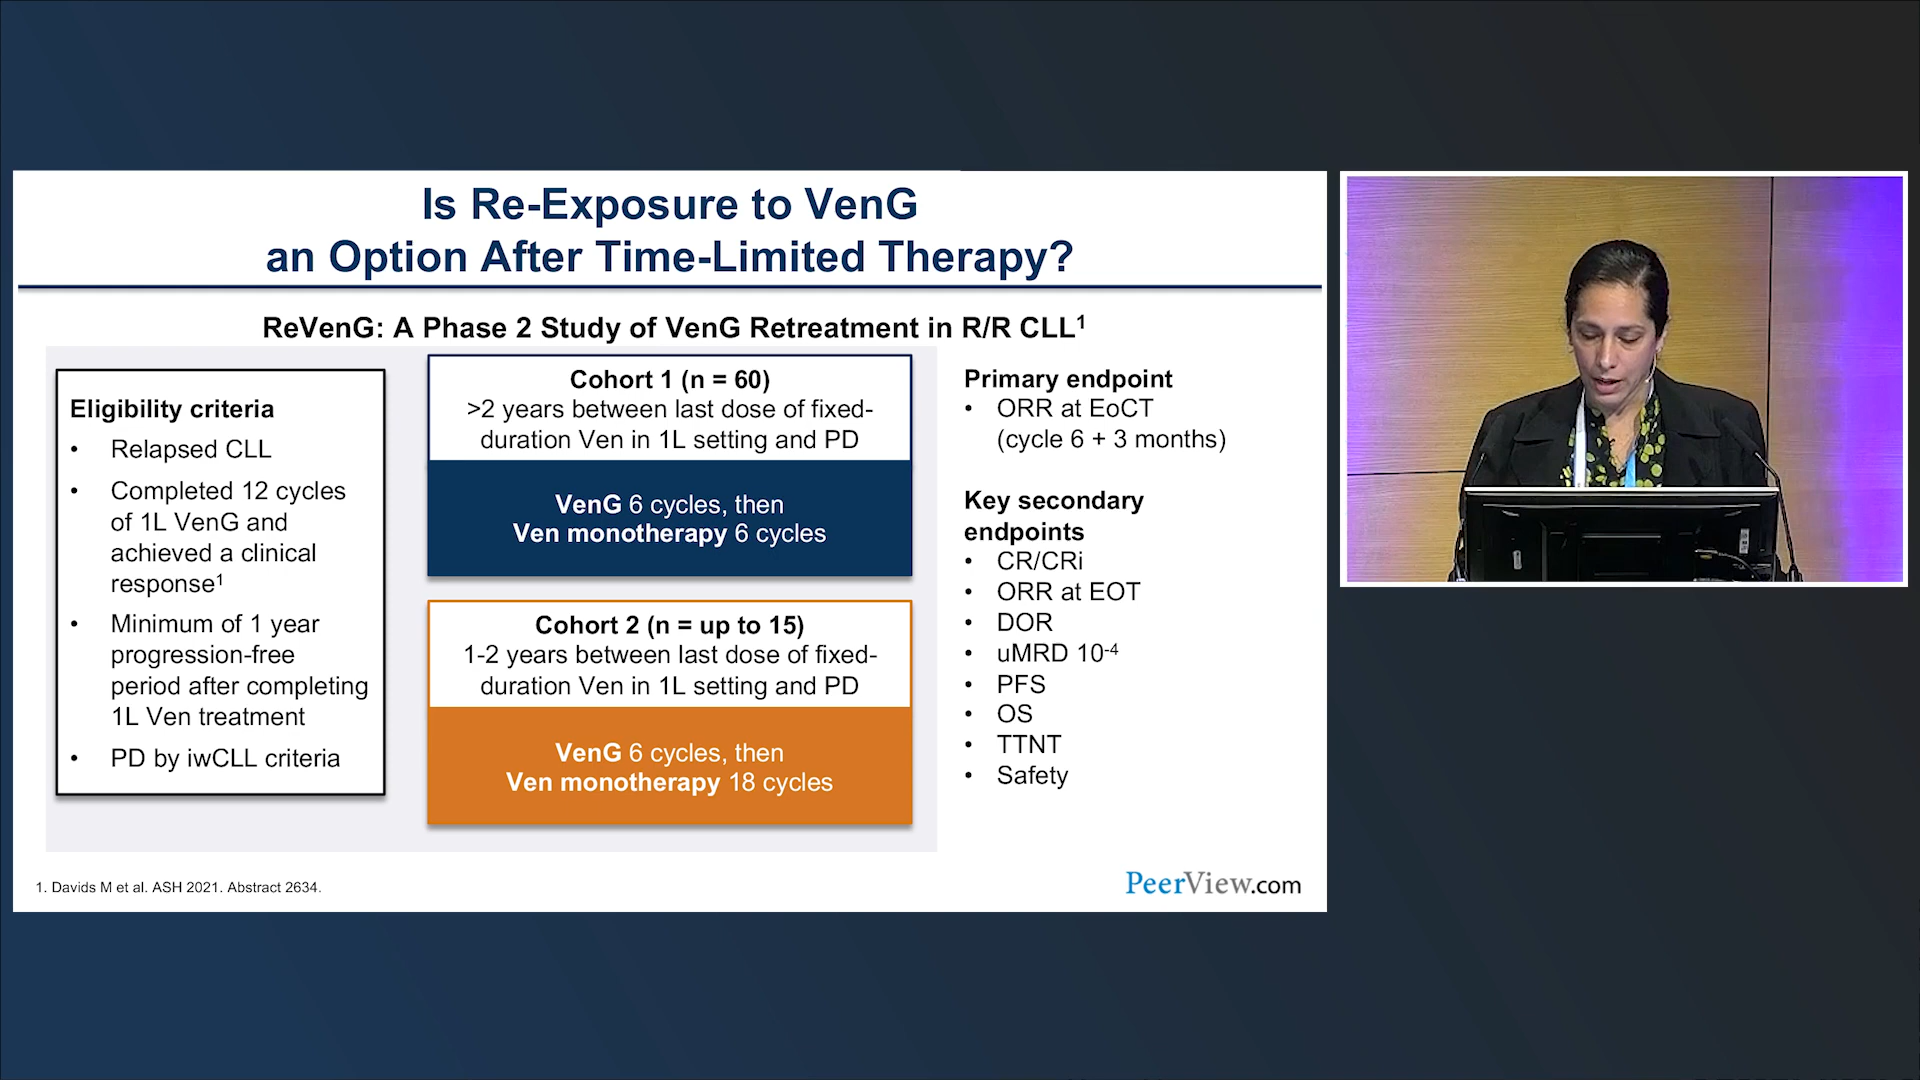 Is Re-Exposure to VenG
an Option After Time-Limited Therapy?
ReVenG: A Phase 2 Study of VenG Retreatment in R/R CLL¹
Eligibility criteria
• Relapsed CLL
• Completed 12 cycles
of 1L VenG and
achieved a clinical
response¹
• Minimum of 1 year
progression-free
period after completing
1L Ven treatment
• PD by iwCLL criteria
Cohort 1 (n = 60)
>2 years between last dose of fixed-
duration Ven in 1L setting and PD
VenG 6 cycles, then
Ven monotherapy 6 cycles
Cohort 2 (n = up to 15)
1-2 years between last dose of fixed-
duration Ven in 1L setting and PD
VenG 6 cycles, then
Ven monotherapy 18 cycles
Primary endpoint
• ORR at EoCT
(cycle 6 + 3 months)
Key secondary
endpoints
• CR/CRi
• ORR at EOT
• DOR
• uMRD 10⁻⁴
• PFS
• OS
• TTNT
• Safety
1. Davids M et al. ASH 2021. Abstract 2634.
PeerView.com